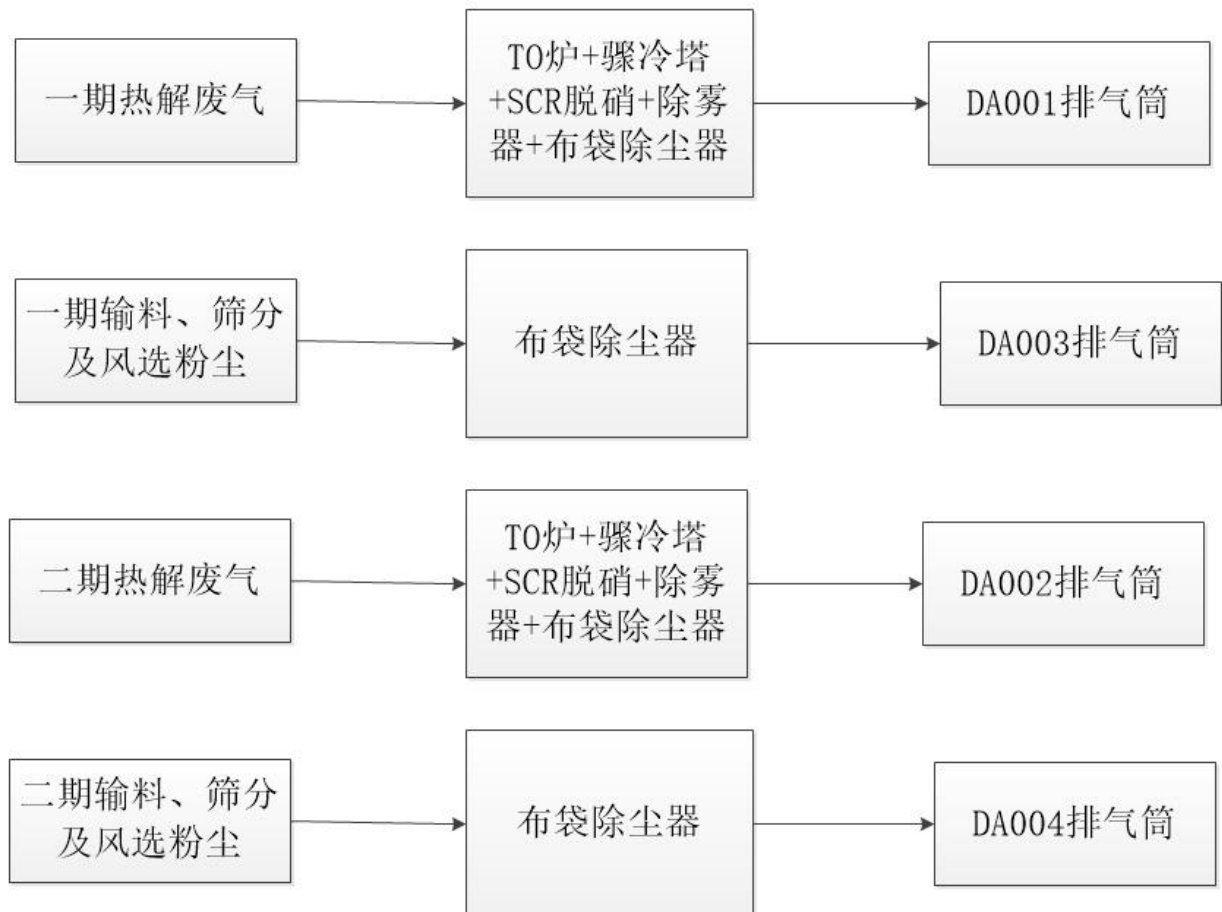 一期热解废气
TO炉+骤冷塔
+SCR脱硝+除雾
器+布袋除尘器
DA001排气筒
一期输料、筛分
及风选粉尘
布袋除尘器
DA003排气筒
二期热解废气
TO炉+骤冷塔
+SCR脱硝+除雾
器+布袋除尘器
DA002排气筒
二期输料、筛分
及风选粉尘
布袋除尘器
DA004排气筒